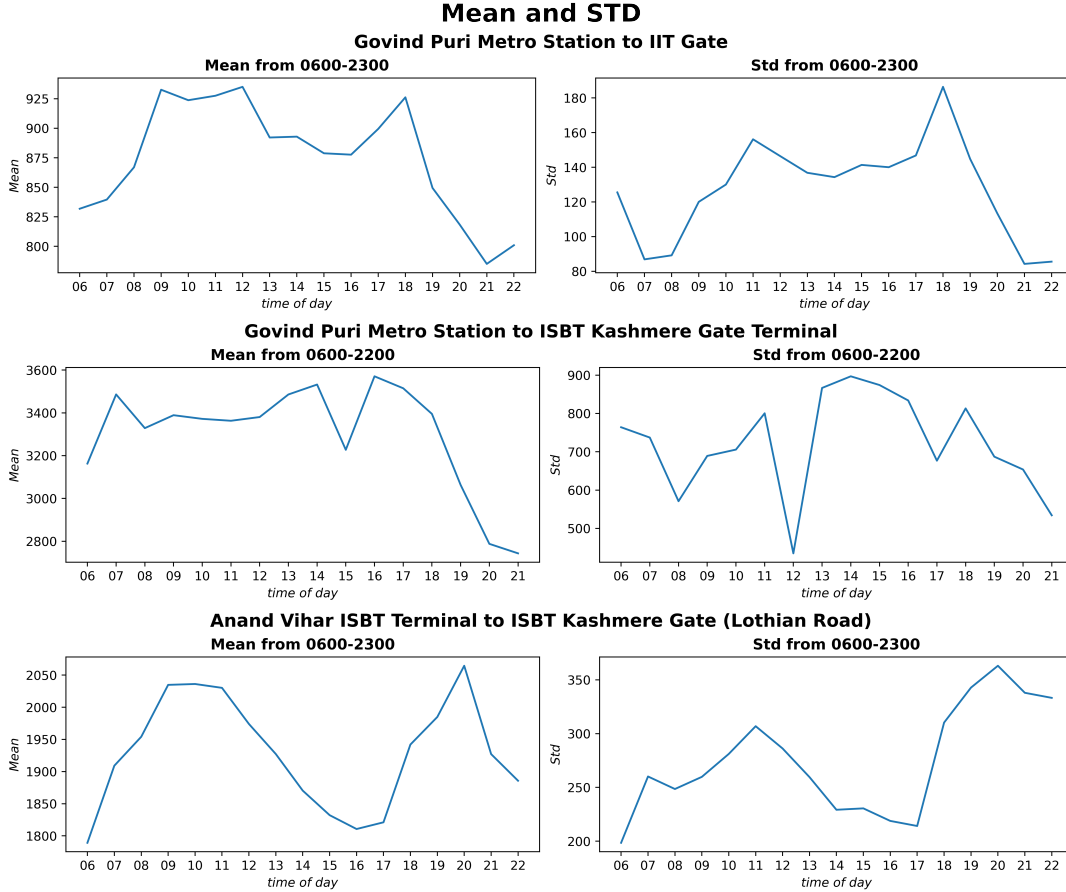 Mean and STD
Govind Puri Metro Station to IIT Gate
Mean from 0600-2300
Std from 0600-2300
925
900
875
850
825
800
Mean
06 07 08 09 10 11 12 13 14 15 16 17 18 19 20 21 22
time of day
180
160
140
120
100
80
Std
06 07 08 09 10 11 12 13 14 15 16 17 18 19 20 21 22
time of day
Govind Puri Metro Station to ISBT Kashmere Gate Terminal
Mean from 0600-2200
Std from 0600-2200
3600
3400
3200
3000
2800
Mean
06 07 08 09 10 11 12 13 14 15 16 17 18 19 20 21
time of day
900
800
700
600
500
Std
06 07 08 09 10 11 12 13 14 15 16 17 18 19 20 21
time of day
Anand Vihar ISBT Terminal to ISBT Kashmere Gate (Lothian Road)
Mean from 0600-2300
Std from 0600-2300
2050
2000
1950
1900
1850
1800
Mean
06 07 08 09 10 11 12 13 14 15 16 17 18 19 20 21 22
time of day
350
300
250
200
Std
06 07 08 09 10 11 12 13 14 15 16 17 18 19 20 21 22
time of day